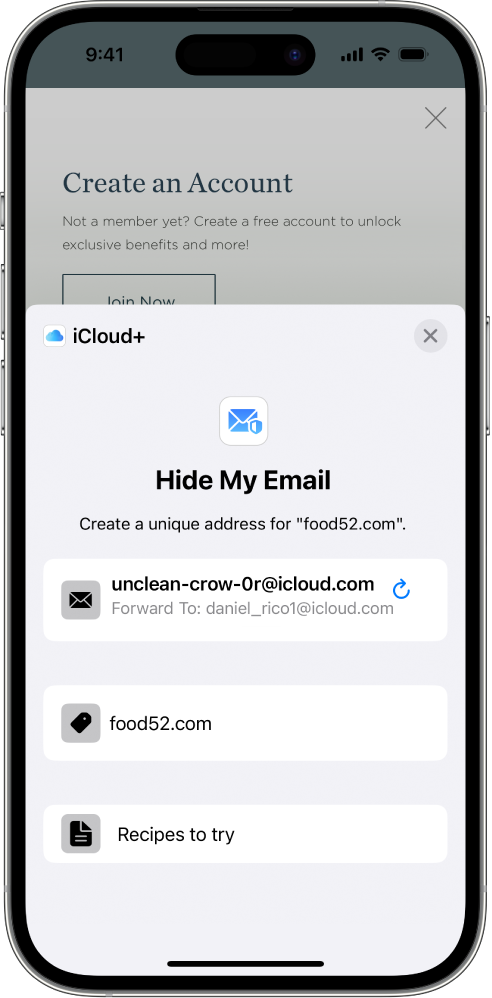 9:41
Create an Account
Not a member yet? Create a free account to unlock
exclusive benefits and more!
Join Now
iCloud+
Hide My Email
Create a unique address for "food52.com".
unclean-crow-0r@icloud.com
Forward To: daniel_rico1@icloud.com
food52.com
Recipes to try